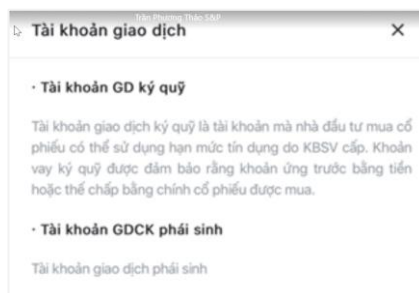 Trần Phương Thảo S&P
Tài khoản giao dịch
· Tài khoản GD ký quỹ
Tài khoản giao dịch ký quỹ là tài khoản mà nhà đầu tư mua cổ
phiếu có thể sử dụng hạn mức tín dụng do KBSV cấp. Khoản
vay ký quỹ được đảm bảo rằng khoản ứng trước bằng tiền
hoặc thế chấp bằng chính cổ phiếu được mua.
· Tài khoản GDCK phái sinh
Tài khoản giao dịch phái sinh